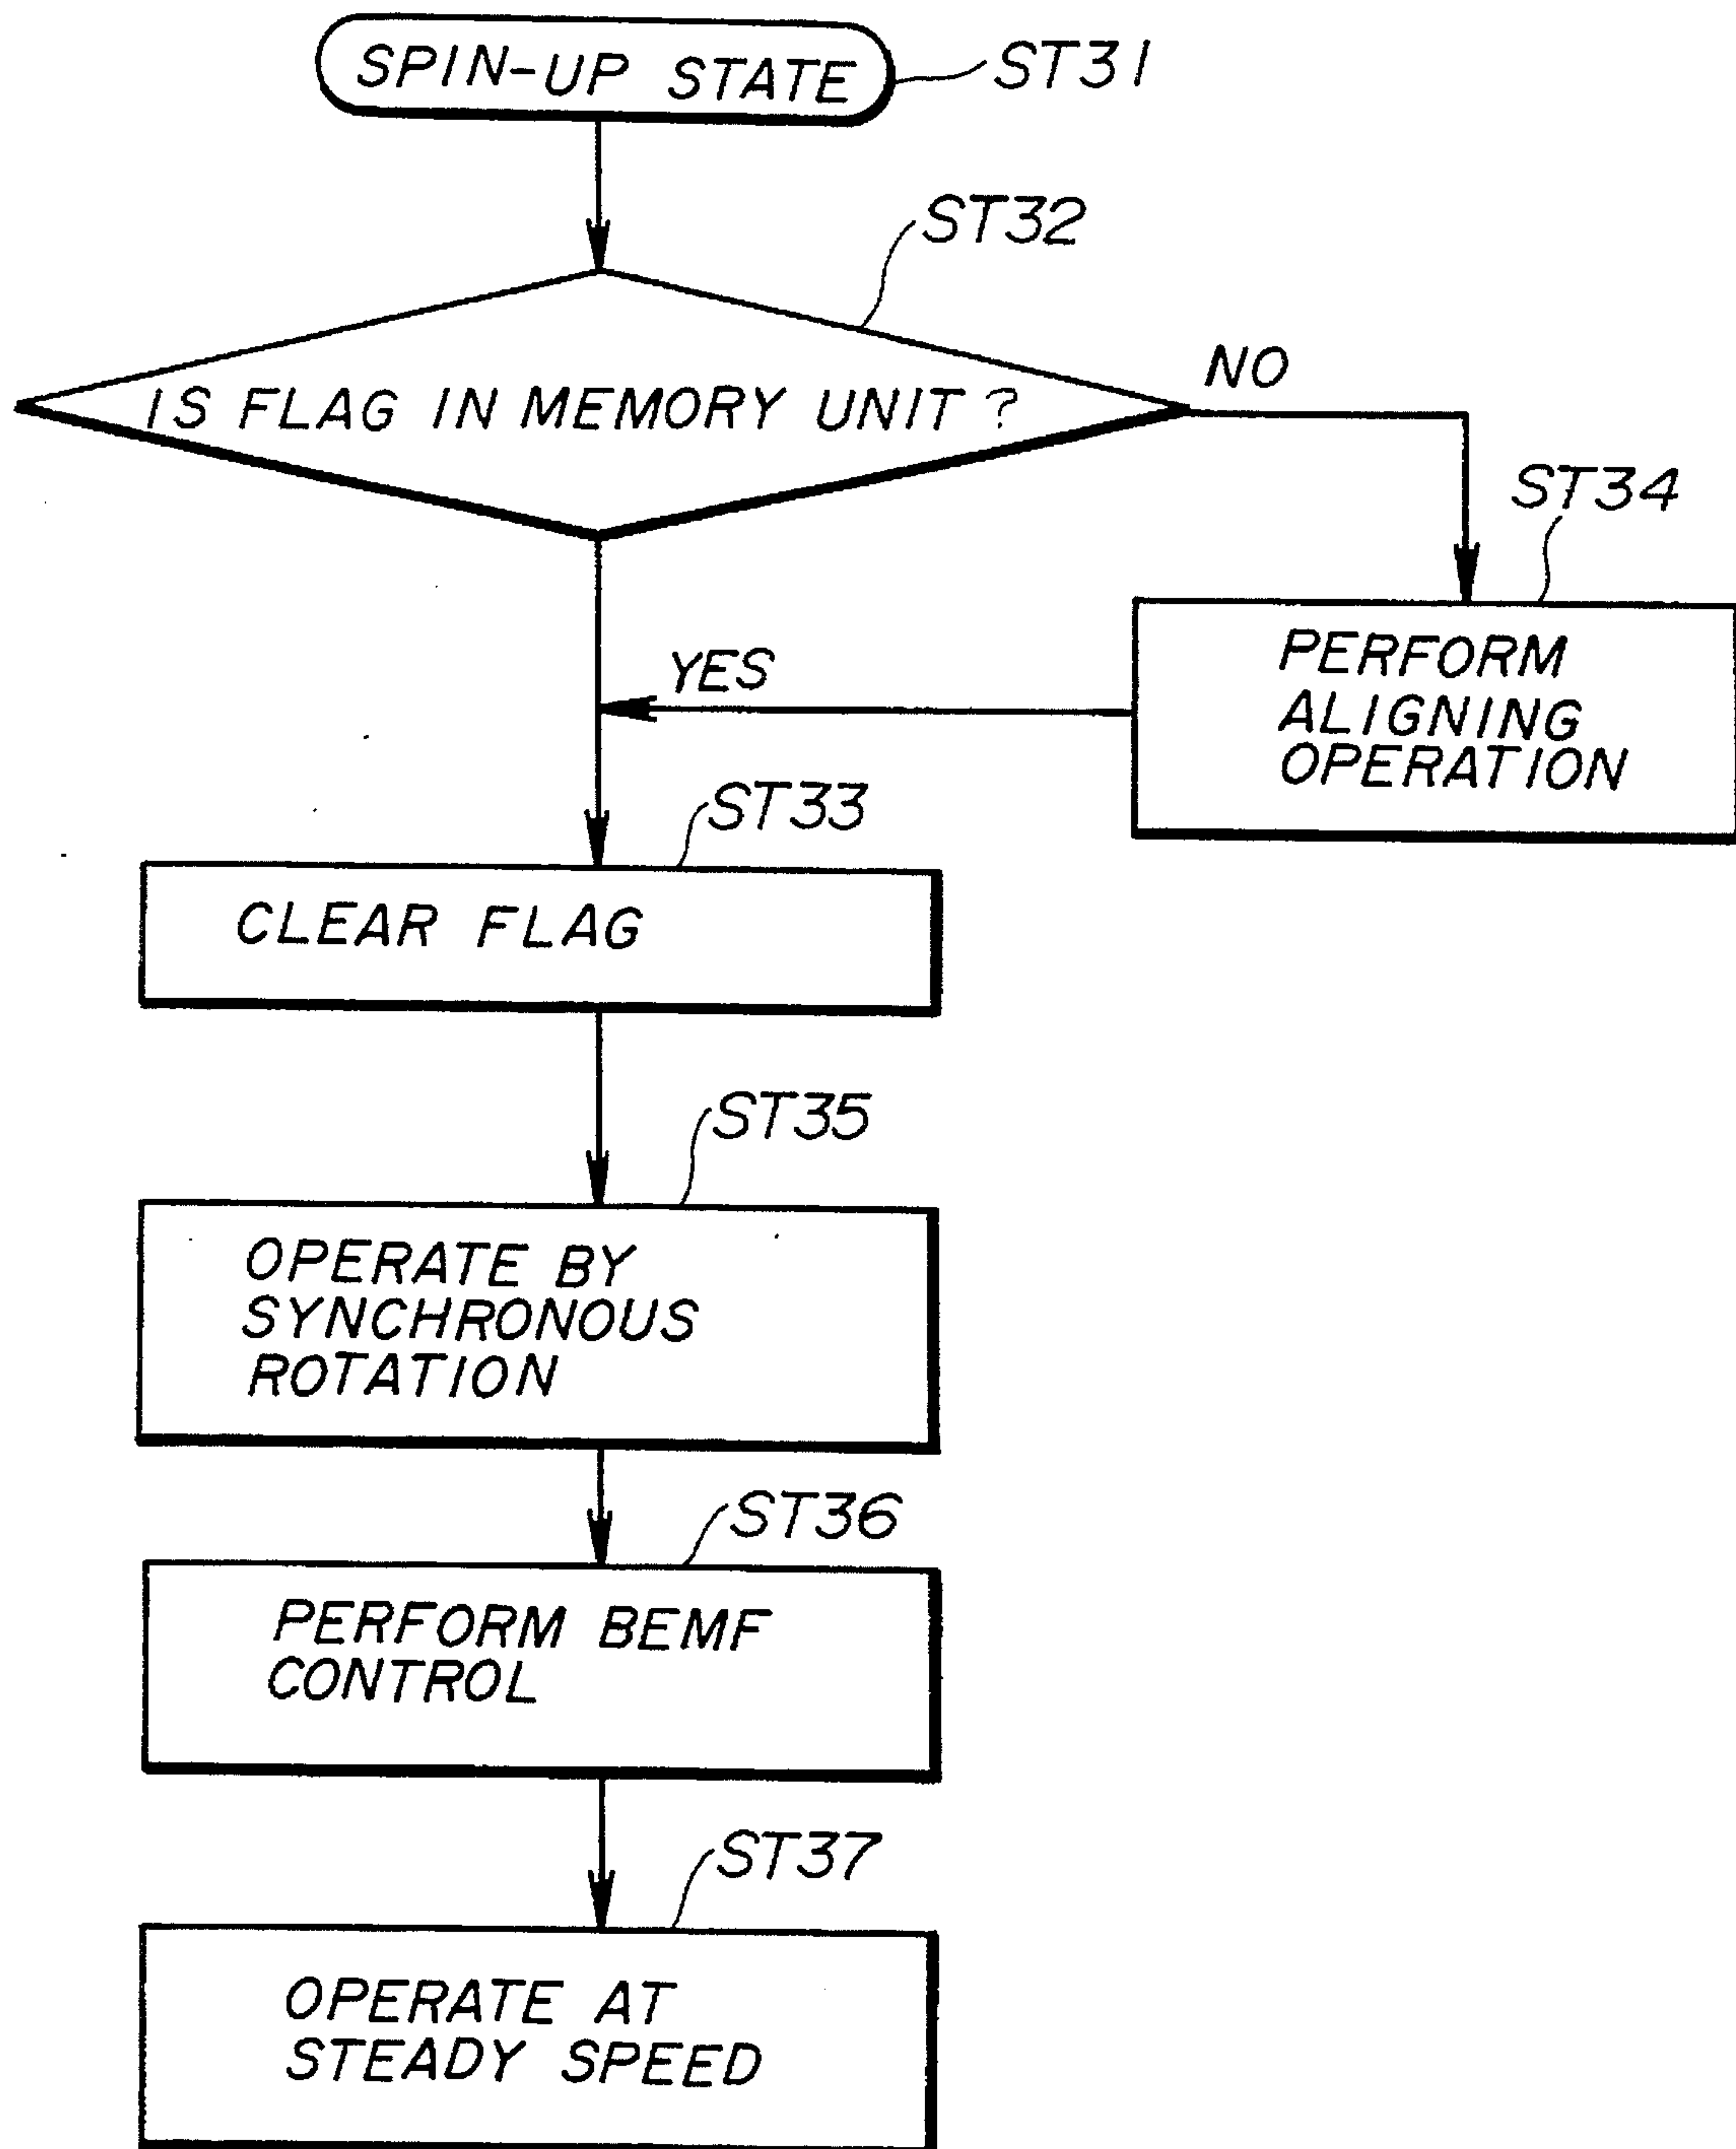 SPIN-UP STATE
ST31
ST32
IS FLAG IN MEMORY UNIT?
NO
ST34
PERFORM
ALIGNING
OPERATION
YES
ST33
CLEAR FLAG
ST35
OPERATE BY
SYNCHRONOUS
ROTATION
ST36
PERFORM BEMF
CONTROL
ST37
OPERATE AT
STEADY SPEED